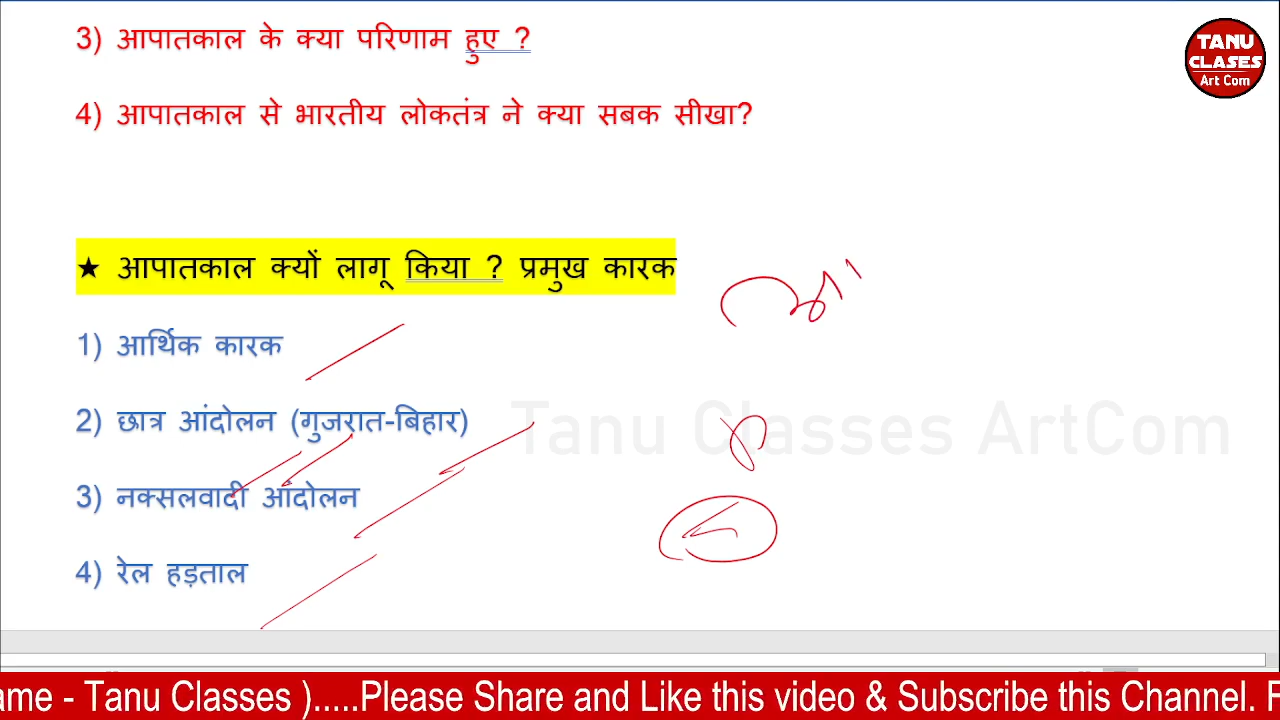 3) आपातकाल के क्या परिणाम हुए ?
TANU
CLASES
Art Com
4) आपातकाल से भारतीय लोकतंत्र ने क्या सबक सीखा?
★ आपातकाल क्यों लागू किया ? प्रमुख कारक
1) आर्थिक कारक
2) छात्र आंदोलन (गुजरात-बिहार)
Tanu Classes ArtCom
3) नक्सलवादी आंदोलन
4) रेल हड़ताल
ame - Tanu Classes ).....Please Share and Like this video & Subscribe this Channel. F